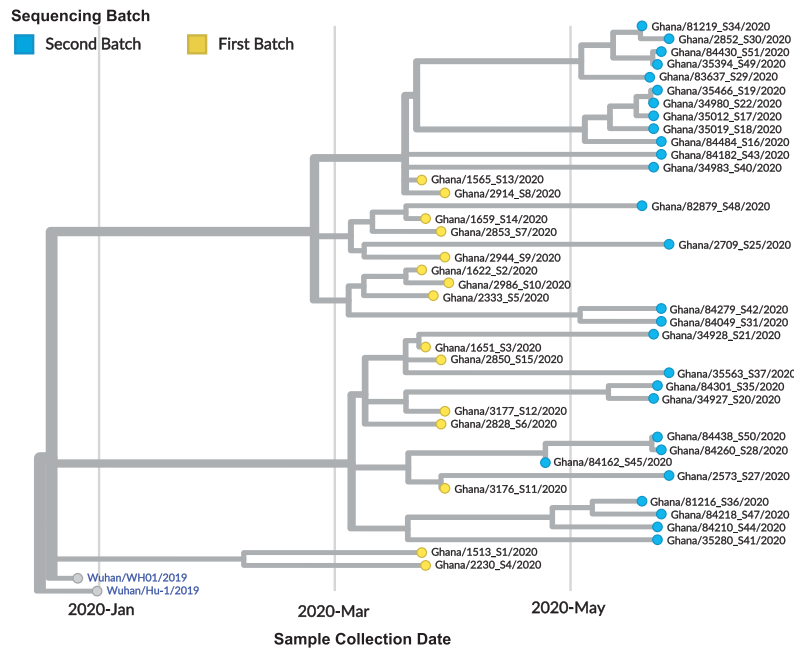 Sequencing Batch
Second Batch
First Batch
Ghana/81219_S34/2020
Ghana/2852_S30/2020
Ghana/84430_S51/2020
Ghana/35394_S49/2020
Ghana/83637_S29/2020
Ghana/35466_S19/2020
Ghana/34980_S22/2020
Ghana/35012_S17/2020
Ghana/35019_S18/2020
Ghana/84484_S16/2020
Ghana/84182_S43/2020
Ghana/34983_S40/2020
Ghana/1565_S13/2020
Ghana/2914_S8/2020
Ghana/82879_S48/2020
Ghana/1659_S14/2020
Ghana/2853_S7/2020
Ghana/2709_S25/2020
Ghana/2944_S9/2020
Ghana/1622_S2/2020
Ghana/2986_S10/2020
Ghana/2333_S5/2020
Ghana/84279_S42/2020
Ghana/84049_S31/2020
Ghana/34928_S21/2020
Ghana/1651_S3/2020
Ghana/2850_S15/2020
Ghana/35563_S37/2020
Ghana/84301_S35/2020
Ghana/34927_S20/2020
Ghana/3177_S12/2020
Ghana/2828_S6/2020
Ghana/84438_S50/2020
Ghana/84260_S28/2020
Ghana/84162_S45/2020
Ghana/2573_S27/2020
Ghana/3176_S11/2020
Ghana/81216_S36/2020
Ghana/84218_S47/2020
Ghana/84210_S44/2020
Ghana/35280_S41/2020
Ghana/1513_S1/2020
Ghana/2230_S4/2020
Wuhan/WH01/2019
Wuhan/Hu-1/2019
2020-Jan
2020-Mar
2020-May
Sample Collection Date